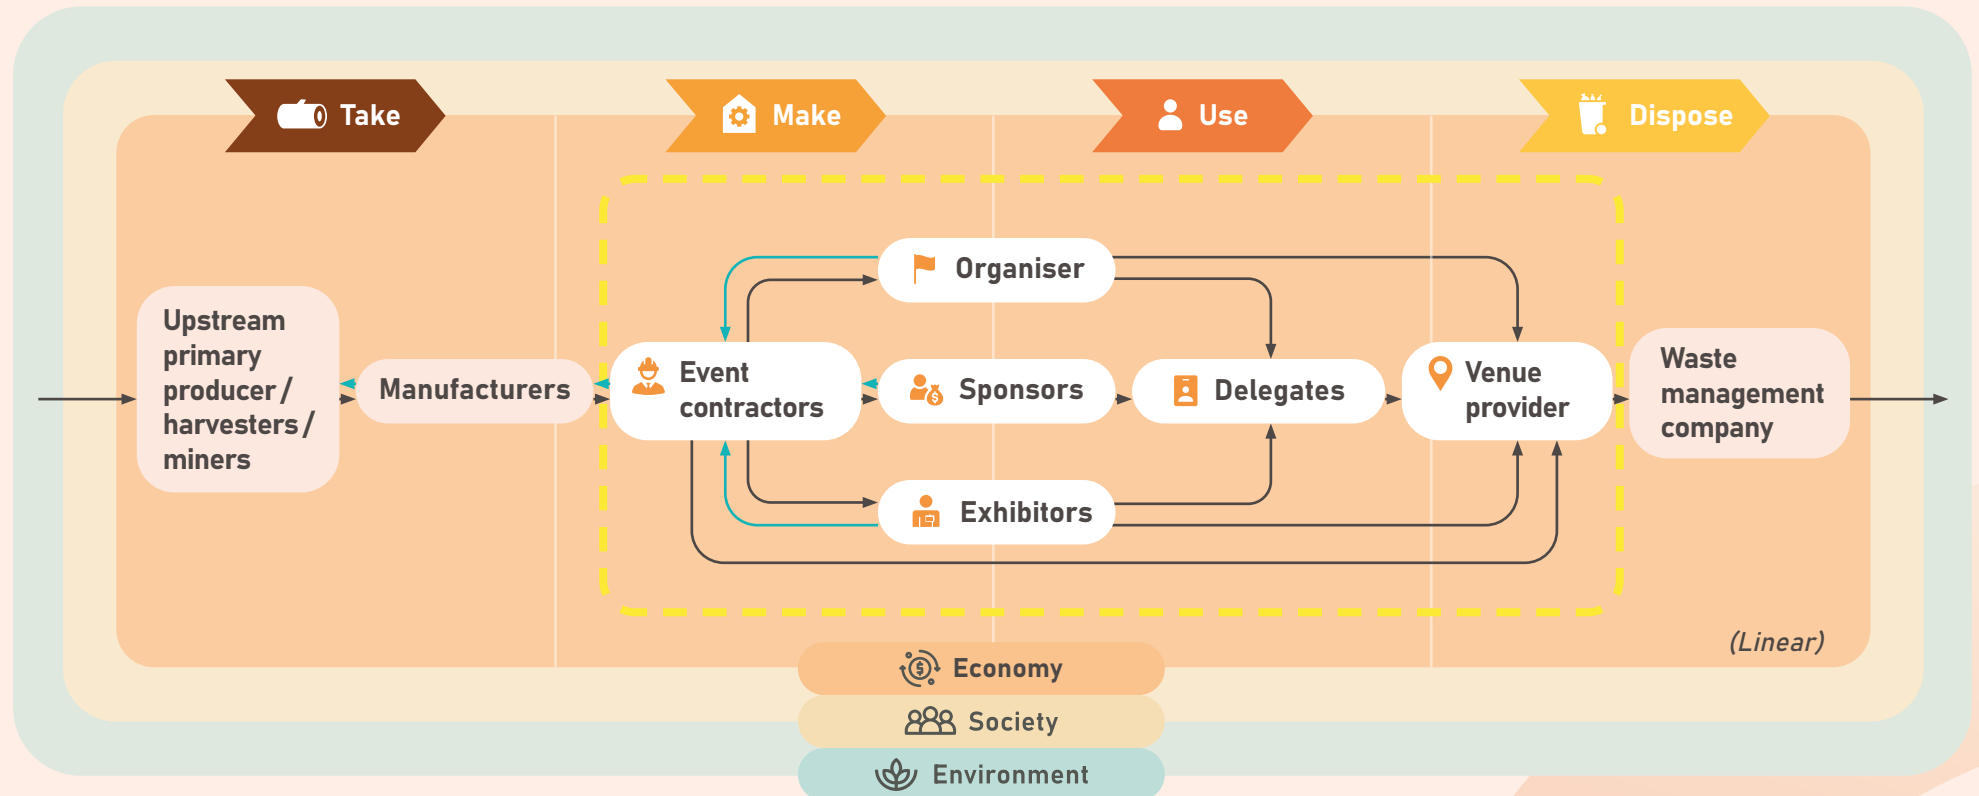 Take
Make
Use
Dispose
Organiser
Upstream
primary
producer/
harvesters/
miners
Manufacturers
Event
contractors
Sponsors
Delegates
Venue
provider
Waste
management
company
Exhibitors
(Linear)
Economy
Society
Environment